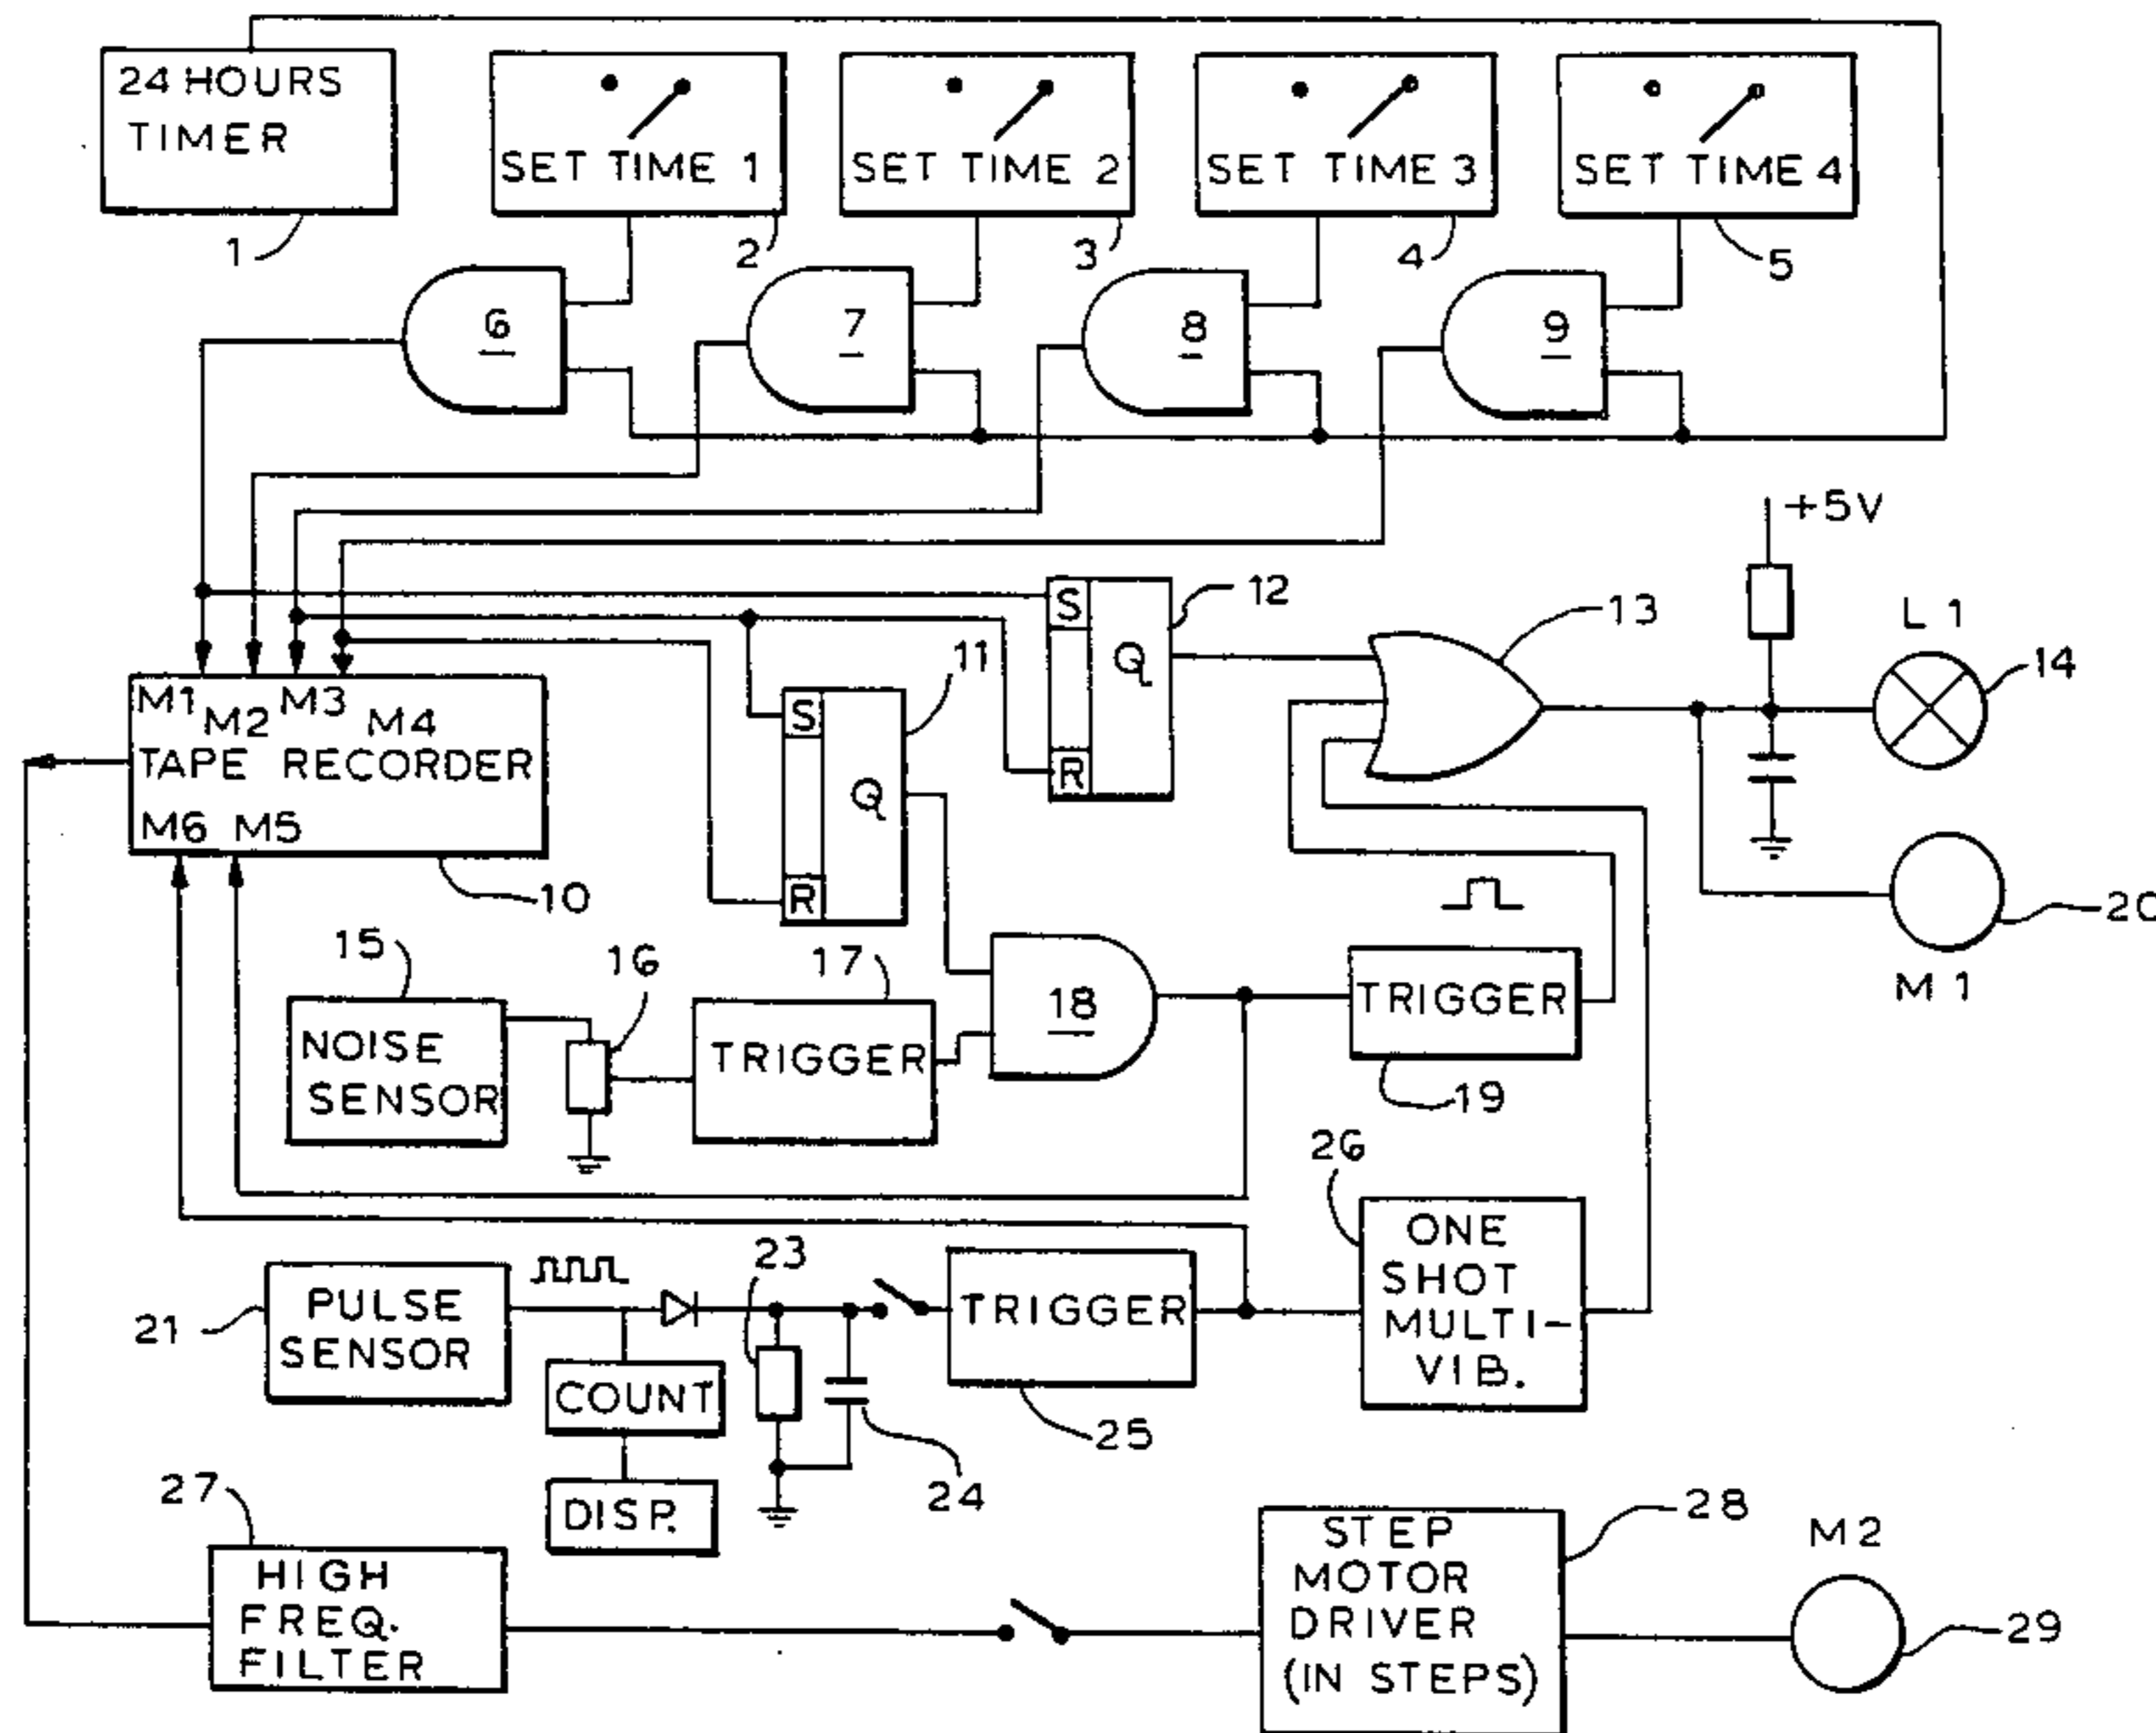 24 HOURS
TIMER
SET TIME 1
SET TIME 2
SET TIME 3
SET TIME 4
1
2
3
4
5
6
7
8
9
+5V
12
13
L1
14
11
S
Q
R
S
Q
R
M1
M2
M3
M4
TAPE RECORDER
M6
M5
10
20
M1
15
16
17
NOISE
SENSOR
TRIGGER
18
TRIGGER
19
26
ONE
SHOT
MULTI-
VIB.
21
PULSE
SENSOR
23
TRIGGER
25
COUNT
24
DISP.
27
HIGH
FREQ.
FILTER
28
STEP
MOTOR
DRIVER
(IN STEPS)
M2
29